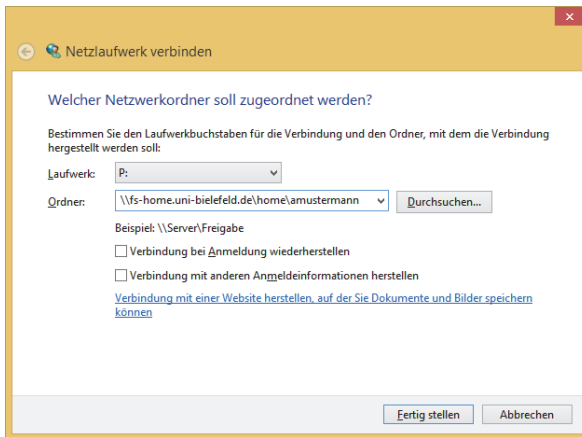 Netzlaufwerk verbinden
Welcher Netzwerkordner soll zugeordnet werden?
Bestimmen Sie den Laufwerkbuchstaben für die Verbindung und den Ordner, mit dem die Verbindung
hergestellt werden soll:
Laufwerk: P:
Ordner: \\fs-home.uni-bielefeld.de\home\amustermann Durchsuchen...
Beispiel: \\Server\Freigabe
Verbindung bei Anmeldung wiederherstellen
Verbindung mit anderen Anmeldeinformationen herstellen
Verbindung mit einer Website herstellen, auf der Sie Dokumente und Bilder speichern
können
Fertig stellen Abbrechen